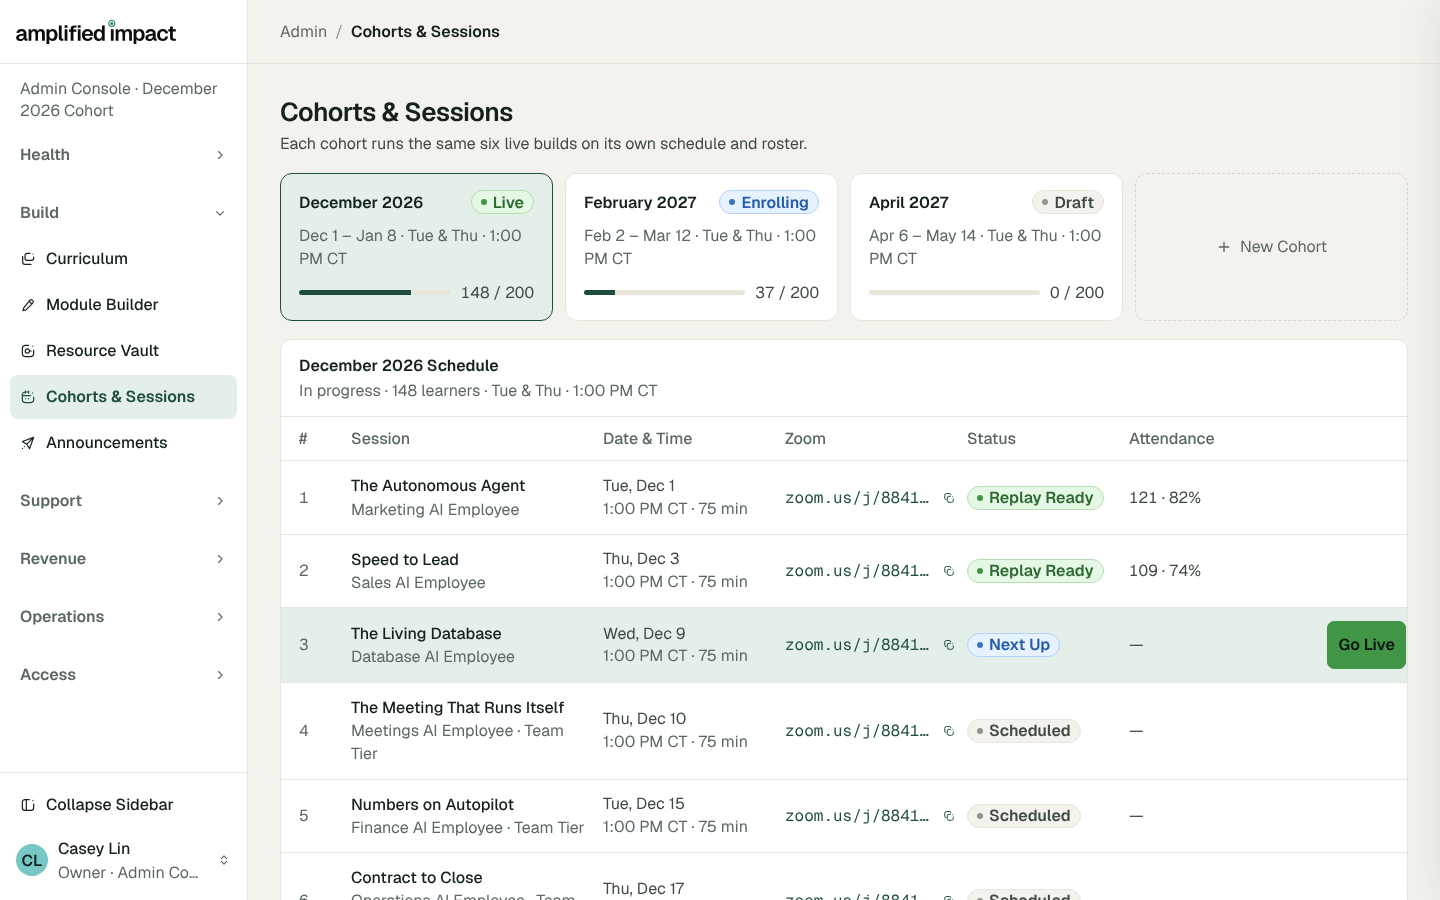 amplified impact
Admin / Cohorts & Sessions
Admin Console · December
2026 Cohort
Health
Build
Curriculum
Module Builder
Resource Vault
Cohorts & Sessions
Announcements
Support
Revenue
Operations
Access
Collapse Sidebar
CL
Casey Lin
Owner · Admin Co...
Cohorts & Sessions
Each cohort runs the same six live builds on its own schedule and roster.
December 2026 Live
Dec 1 – Jan 8 · Tue & Thu · 1:00
PM CT
148 / 200
February 2027 Enrolling
Feb 2 – Mar 12 · Tue & Thu · 1:00
PM CT
37 / 200
April 2027 Draft
Apr 6 – May 14 · Tue & Thu · 1:00
PM CT
0 / 200
+ New Cohort
December 2026 Schedule
In progress · 148 learners · Tue & Thu · 1:00 PM CT
# Session Date & Time Zoom Status Attendance
1 The Autonomous Agent Tue, Dec 1 zoom.us/j/8841… Replay Ready 121 · 82%
Marketing AI Employee 1:00 PM CT · 75 min
2 Speed to Lead Thu, Dec 3 zoom.us/j/8841… Replay Ready 109 · 74%
Sales AI Employee 1:00 PM CT · 75 min
3 The Living Database Wed, Dec 9 zoom.us/j/8841… Next Up — Go Live
Database AI Employee 1:00 PM CT · 75 min
4 The Meeting That Runs Itself Thu, Dec 10 zoom.us/j/8841… Scheduled —
Meetings AI Employee · Team 1:00 PM CT · 75 min
Tier
5 Numbers on Autopilot Tue, Dec 15 zoom.us/j/8841… Scheduled —
Finance AI Employee · Team Tier 1:00 PM CT · 75 min
6 Contract to Close Thu, Dec 17 zoom.us/j/8841… Scheduled
Operations AI Employee · Team